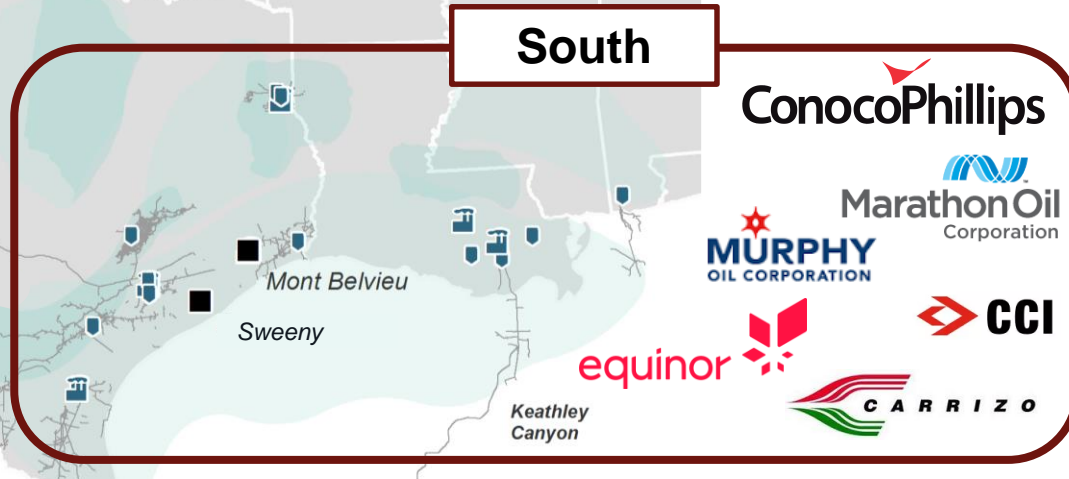 South
ConocoPhillips
Marathon Oil
Corporation
MURPHY
OIL CORPORATION
Mont Belvieu
CCI
Sweeny
equinor
CARRIZO
Keathley
Canyon